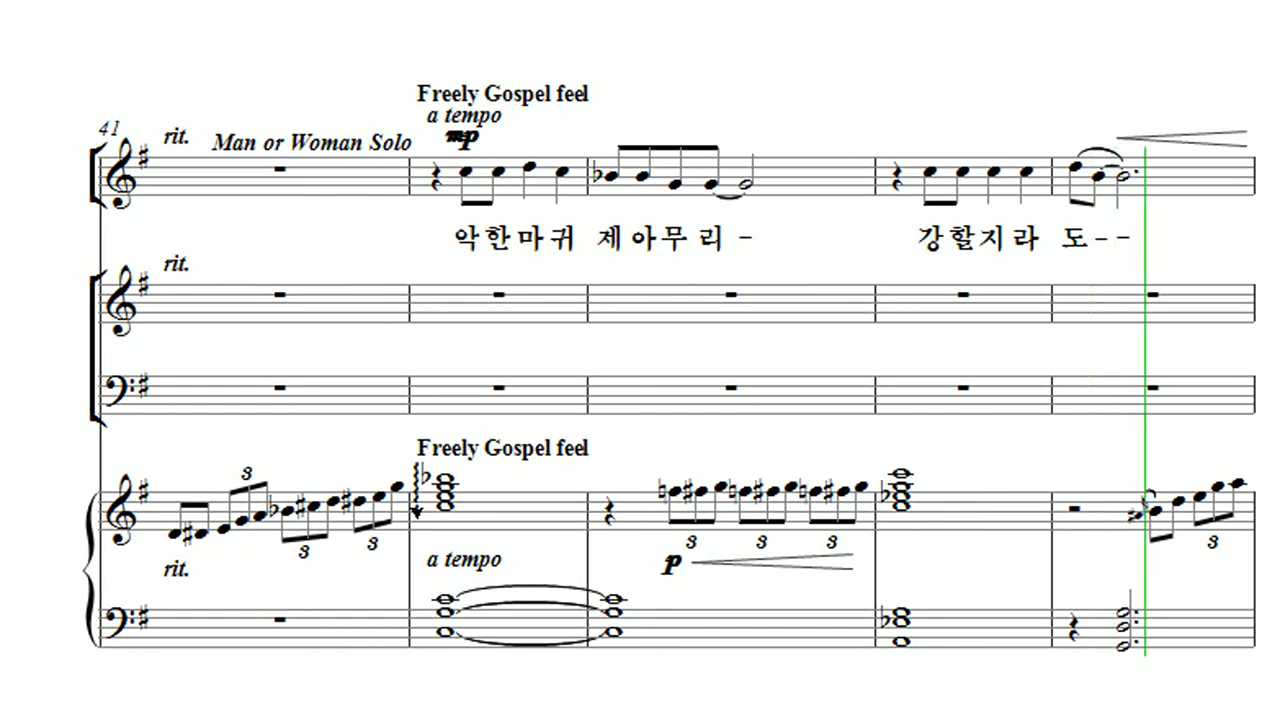 Freely Gospel feel
a tempo
41
rit.
Man or Woman Solo
mp
악한마귀 제아무리 - 강할지라 도--
rit.
Freely Gospel feel
3
3
3
rit.
a tempo
p
3
3
3
3